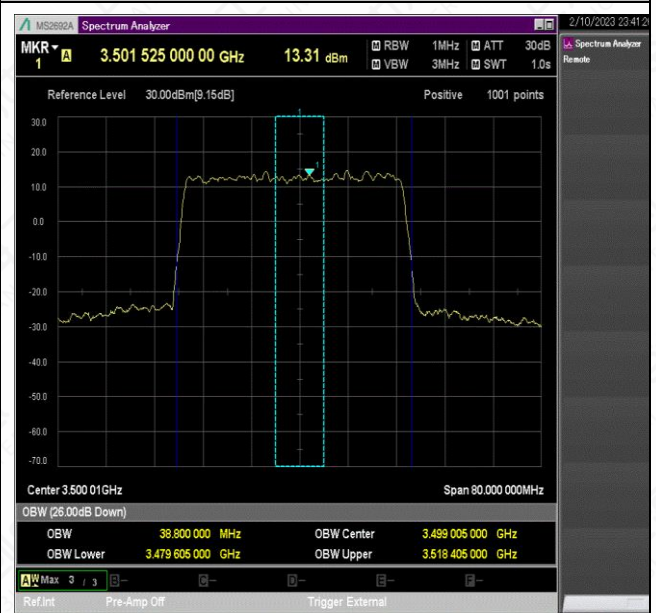 MS2692A Spectrum Analyzer
2/10/2023 23:41:2
MKR 1 A 3.501 525 000 00 GHz 13.31 dBm M RBW 1MHz M ATT 30dB
M VBW 3MHz M SWT 1.0s
Spectrum Analyzer
Remote
Reference Level 30.00dBm[9.15dB] Positive 1001 points
1
30.0
20.0
1
10.0
0.0
-10.0
-20.0
-30.0
-40.0
-50.0
-60.0
-70.0
Center 3.500 01GHz Span 80.000 000MHz
OBW (26.00dB Down)
OBW 38.800 000 MHz OBW Center 3.499 005 000 GHz
OBW Lower 3.479 605 000 GHz OBW Upper 3.518 405 000 GHz
A W Max 3 / 3 B- C- D- E- F-
Ref.Int Pre-Amp Off Trigger External